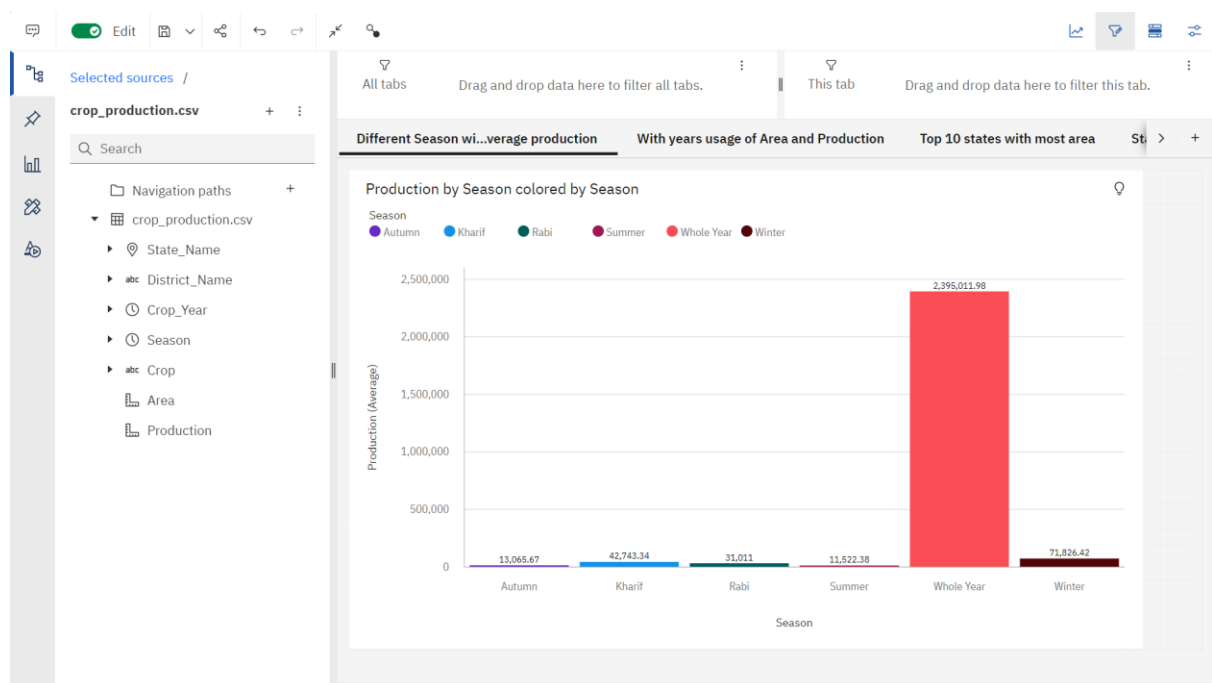 Edit
Selected sources /
crop_production.csv
Search
Navigation paths
crop_production.csv
State_Name
abc District_Name
Crop_Year
Season
abc Crop
Area
Production
All tabs
Drag and drop data here to filter all tabs.
This tab
Drag and drop data here to filter this tab.
Different Season wi...verage production
With years usage of Area and Production
Top 10 states with most area
Sta
Production by Season colored by Season
Season
Autumn Kharif Rabi Summer Whole Year Winter
Production (Average)
2,500,000
2,000,000
1,500,000
1,000,000
500,000
0
13,065.67
42,743.34
31,011
11,522.38
2,395,011.98
71,826.42
Autumn Kharif Rabi Summer Whole Year Winter
Season